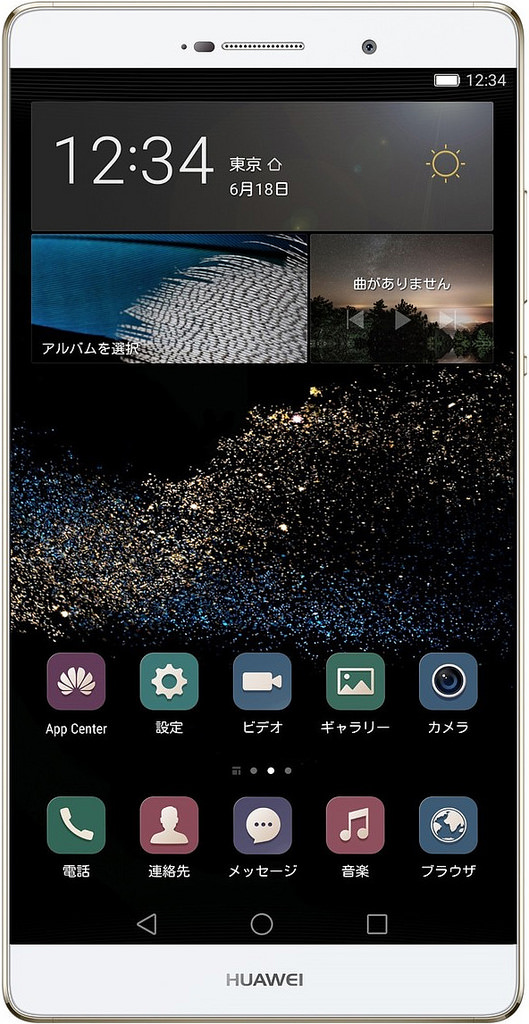 12:34
12:34
東京
6月18日
曲がありません
アルバムを選択
App Center
設定
ビデオ
ギャラリー
カメラ
電話
連絡先
メッセージ
音楽
ブラウザ
HUAWEI